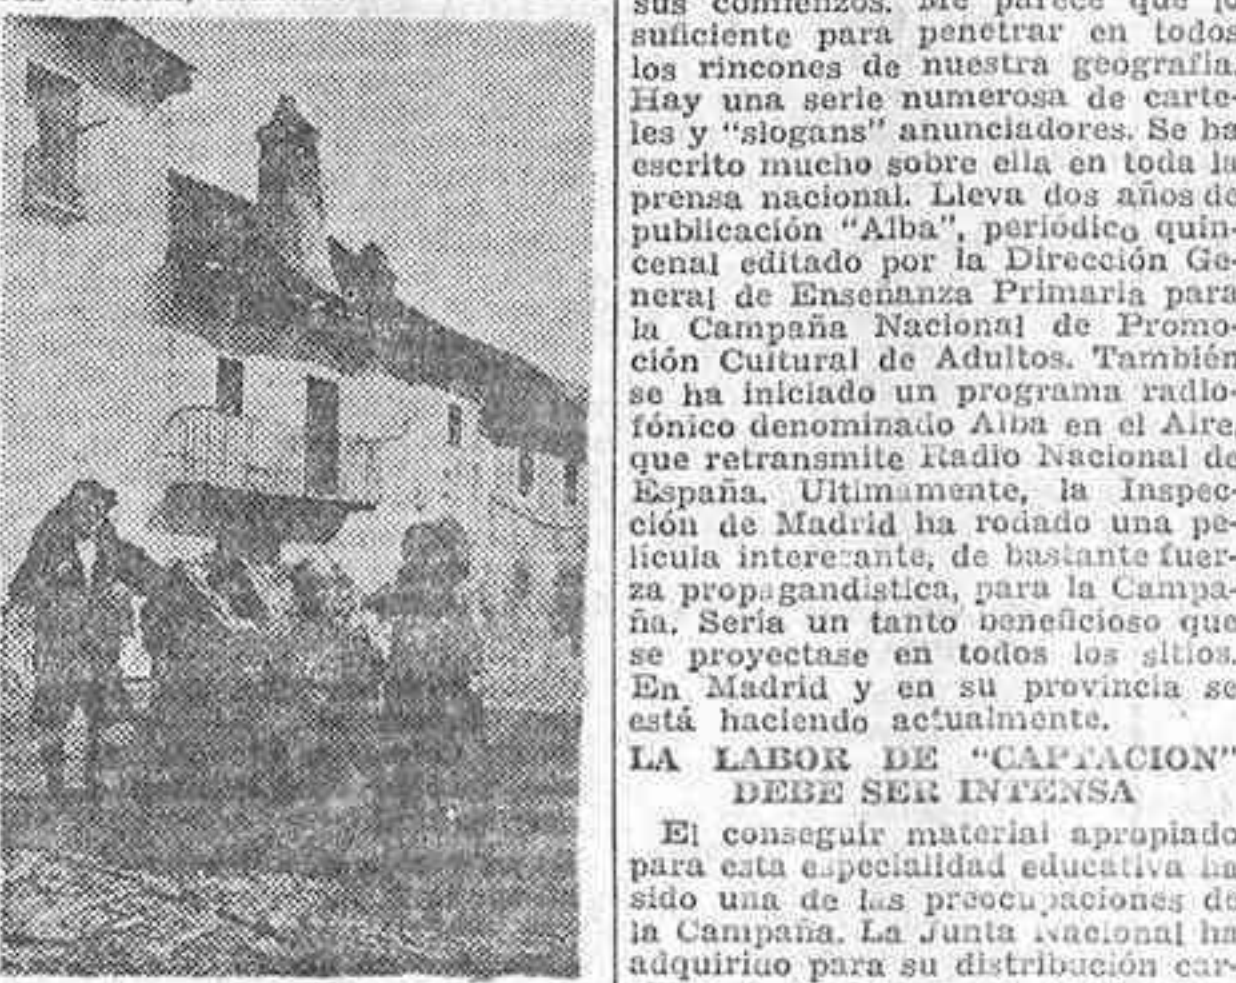 sus comienzos. Me parece que lo
suficiente para penetrar en todos
los rincones de nuestra geografía.
Hay una serie numerosa de carte-
les y "slogans" anunciadores. Se ha
escrito mucho sobre ella en toda la
prensa nacional. Lleva dos años de
publicación "Alba", periódico quin-
cenal editado por la Dirección Ge-
neral de Enseñanza Primaria para
la Campaña Nacional de Promo-
ción Cultural de Adultos. También
se ha iniciado un programa radio-
fónico denominado Alba en el Aire,
que retransmite Radio Nacional de
España. Ultimamente, la Inspec-
ción de Madrid ha rodado una pe-
lícula interesante, de bastante fuer-
za propagandística, para la Campa-
ña. Sería un tanto beneficioso que
se proyectase en todos los sitios.
En Madrid y en su provincia se
está haciendo actualmente.
LA LABOR DE "CAPTACION"
DEBE SER INTENSA
El conseguir material apropiado
para esta especialidad educativa ha
sido una de las preocupaciones de
la Campaña. La Junta Nacional ha
adquirido para su distribución car-